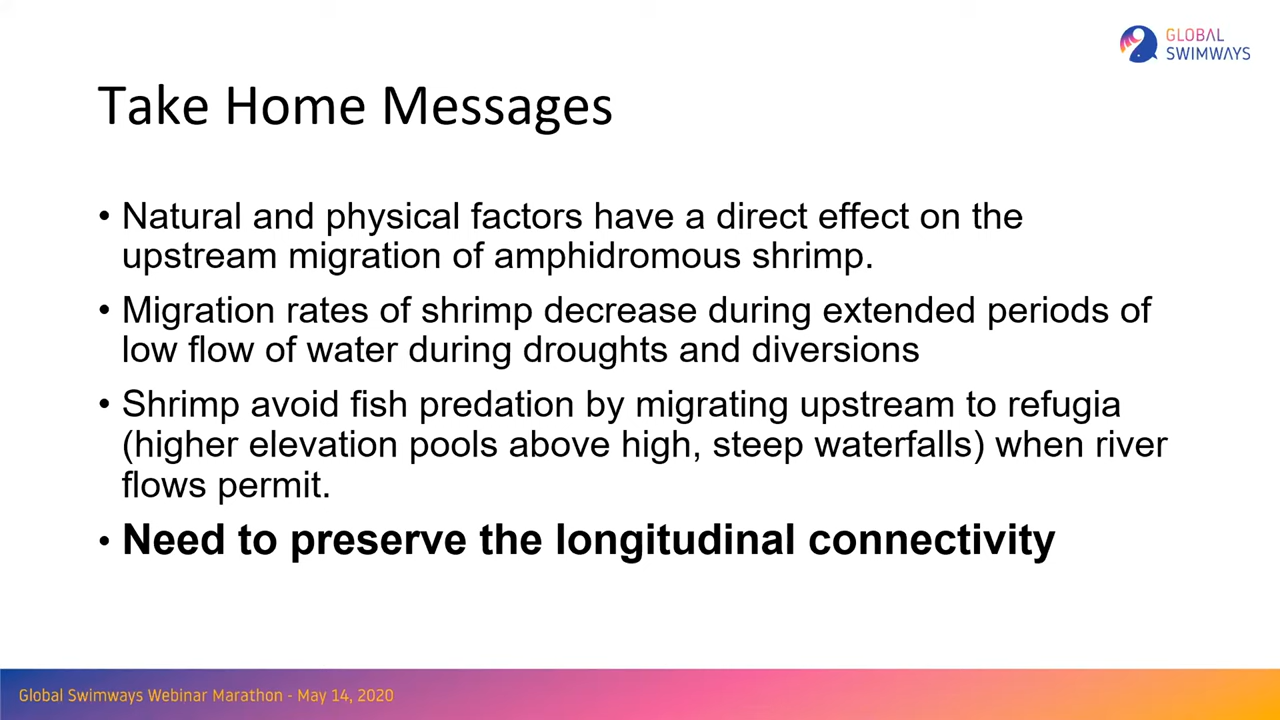 GLOBAL
SWIMWAYS
Take Home Messages
• Natural and physical factors have a direct effect on the
upstream migration of amphidromous shrimp.
• Migration rates of shrimp decrease during extended periods of
low flow of water during droughts and diversions
• Shrimp avoid fish predation by migrating upstream to refugia
(higher elevation pools above high, steep waterfalls) when river
flows permit.
• Need to preserve the longitudinal connectivity
Global Swimways Webinar Marathon - May 14, 2020